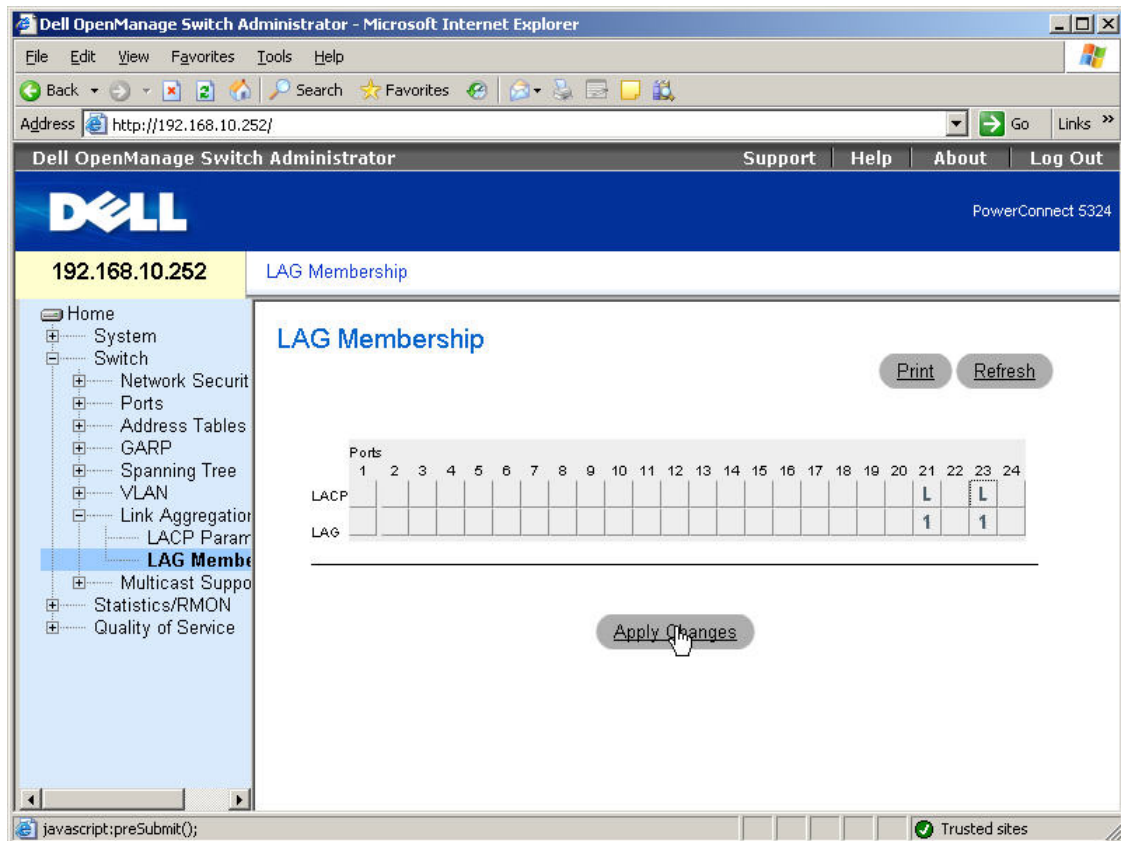 Dell OpenManage Switch Administrator - Microsoft Internet Explorer
File Edit View Favorites Tools Help
Back Search Favorites
Address http://192.168.10.252/ Go Links »
Dell OpenManage Switch Administrator Support Help About Log Out
DELL PowerConnect 5324
192.168.10.252 LAG Membership
Home
System
Switch
Network Securit
Ports
Address Tables
GARP
Spanning Tree
VLAN
Link Aggregation
LACP Param
LAG Membe
Multicast Suppo
Statistics/RMON
Quality of Service
LAG Membership
Print Refresh
Ports
1 2 3 4 5 6 7 8 9 10 11 12 13 14 15 16 17 18 19 20 21 22 23 24
LACP L L
LAG 1 1
Apply Changes
javascript:preSubmit(); Trusted sites